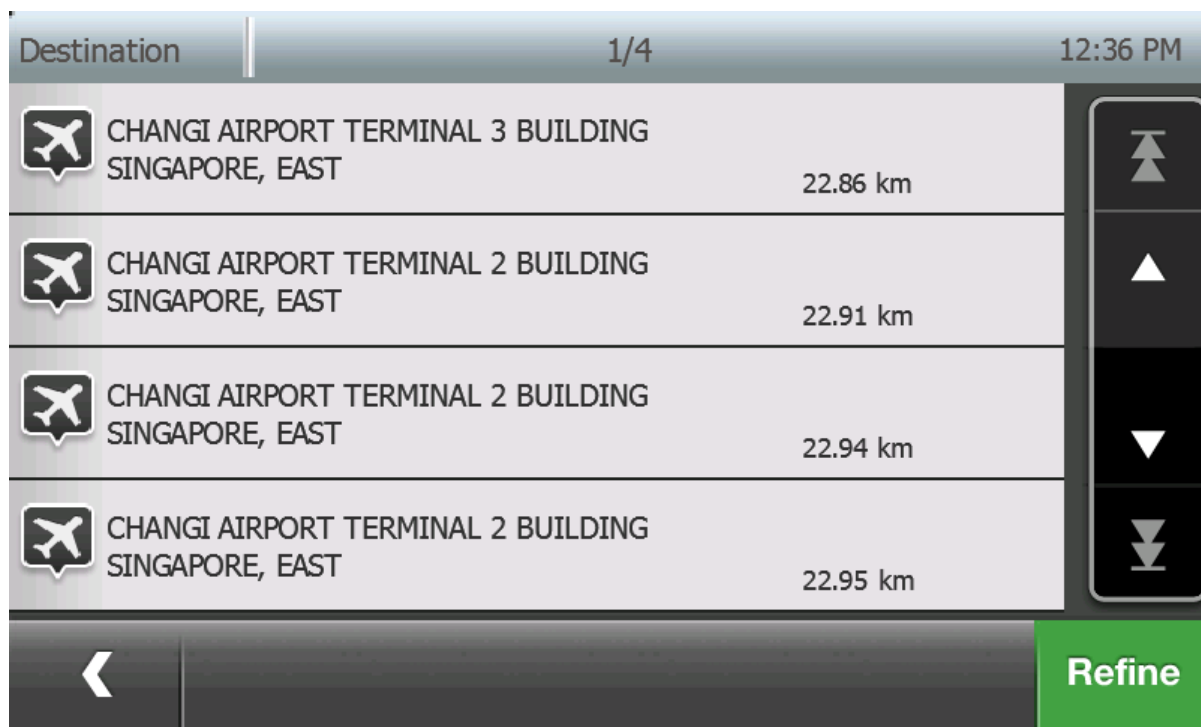 Destination 1/4 12:36 PM
CHANGI AIRPORT TERMINAL 3 BUILDING
SINGAPORE, EAST
22.86 km
CHANGI AIRPORT TERMINAL 2 BUILDING
SINGAPORE, EAST
22.91 km
CHANGI AIRPORT TERMINAL 2 BUILDING
SINGAPORE, EAST
22.94 km
CHANGI AIRPORT TERMINAL 2 BUILDING
SINGAPORE, EAST
22.95 km
Refine